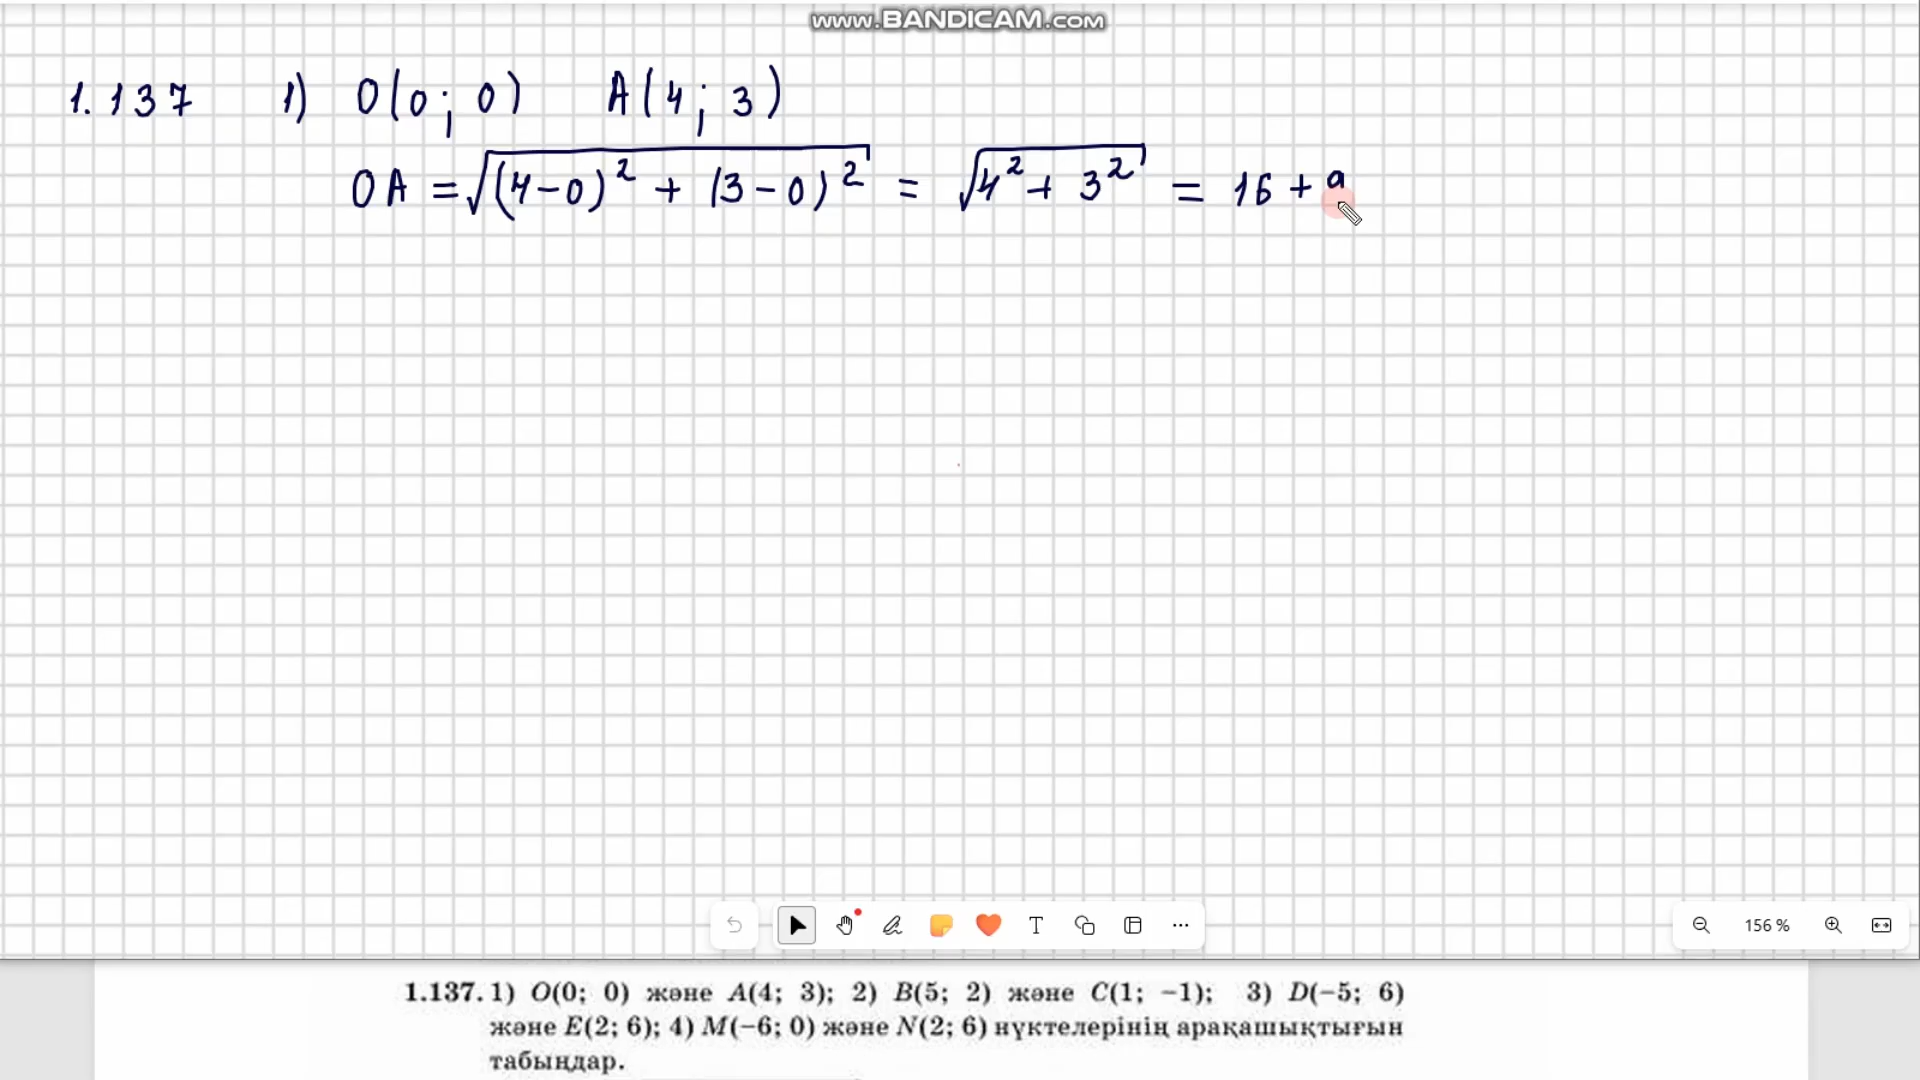 www.BANDICAM.com
1.137 1) O(0; 0) A(4; 3)
OA = √(4-0)² + (3-0)² = √4² + 3² = 16 + 9
T ... 156 %
1.137. 1) O(0; 0) және A(4; 3); 2) B(5; 2) және C(1; −1); 3) D(−5; 6)
және E(2; 6); 4) M(−6; 0) және N(2; 6) нүктелерінің арақашықтығын
табыңдар.